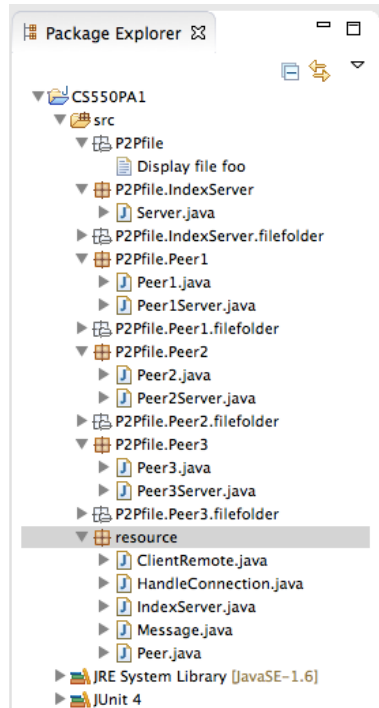 Package Explorer
CS550PA1
src
P2Pfile
Display file foo
P2Pfile.IndexServer
Server.java
P2Pfile.IndexServer.filefolder
P2Pfile.Peer1
Peer1.java
Peer1Server.java
P2Pfile.Peer1.filefolder
P2Pfile.Peer2
Peer2.java
Peer2Server.java
P2Pfile.Peer2.filefolder
P2Pfile.Peer3
Peer3.java
Peer3Server.java
P2Pfile.Peer3.filefolder
resource
ClientRemote.java
HandleConnection.java
IndexServer.java
Message.java
Peer.java
JRE System Library [JavaSE-1.6]
JUnit 4